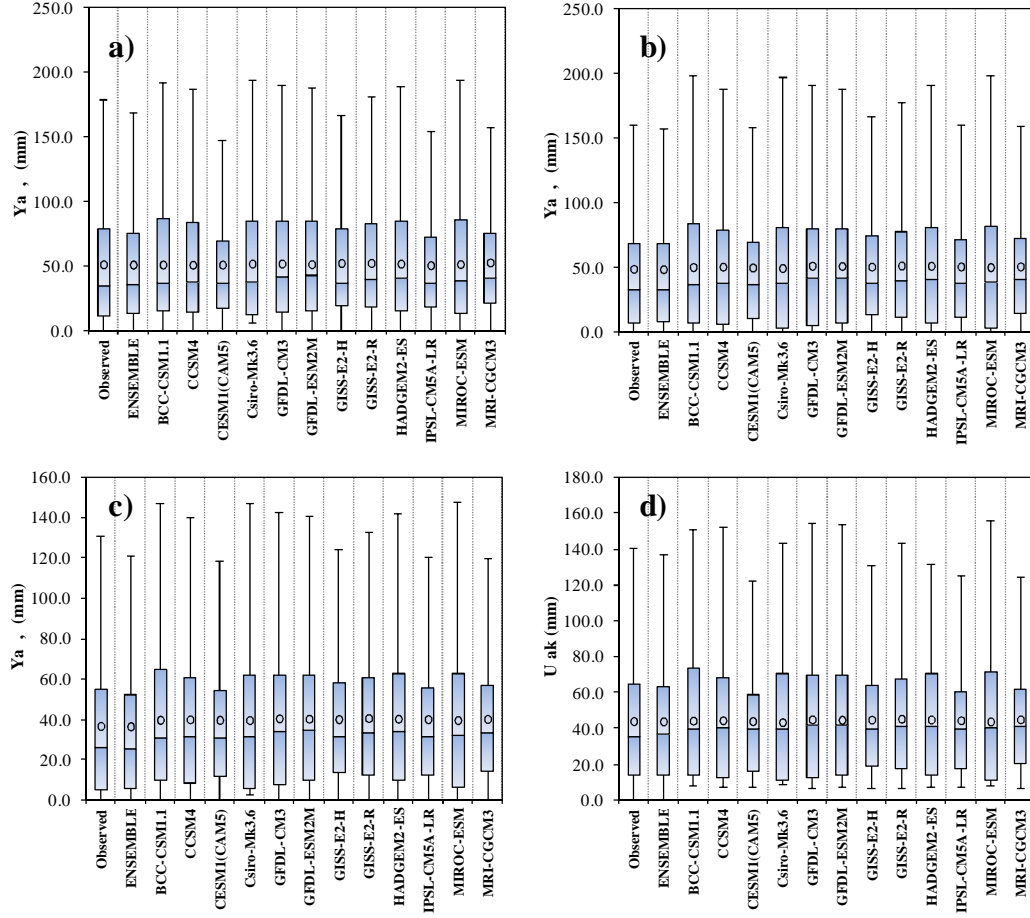 a)
Ya , (mm)
250.0
200.0
150.0
100.0
50.0
0.0
Observed
ENSEMBLE
BCC-CSM1.1
CCSM4
CESM1(CAM5)
Csiro-Mk3.6
GFDL-CM3
GFDL-ESM2M
GISS-E2-H
GISS-E2-R
HADGEM2-ES
IPSL-CM5A-LR
MIROC-ESM
MRI-CGCM3
b)
Ya , (mm)
250.0
200.0
150.0
100.0
50.0
0.0
Observed
ENSEMBLE
BCC-CSM1.1
CCSM4
CESM1(CAM5)
Csiro-Mk3.6
GFDL-CM3
GFDL-ESM2M
GISS-E2-H
GISS-E2-R
HADGEM2-ES
IPSL-CM5A-LR
MIROC-ESM
MRI-CGCM3
c)
Ya , (mm)
160.0
140.0
120.0
100.0
80.0
60.0
40.0
20.0
0.0
Observed
ENSEMBLE
BCC-CSM1.1
CCSM4
CESM1(CAM5)
Csiro-Mk3.6
GFDL-CM3
GFDL-ESM2M
GISS-E2-H
GISS-E2-R
HADGEM2-ES
IPSL-CM5A-LR
MIROC-ESM
MRI-CGCM3
d)
U ak (mm)
180.0
160.0
140.0
120.0
100.0
80.0
60.0
40.0
20.0
0.0
Observed
ENSEMBLE
BCC-CSM1.1
CCSM4
CESM1(CAM5)
Csiro-Mk3.6
GFDL-CM3
GFDL-ESM2M
GISS-E2-H
GISS-E2-R
HADGEM2-ES
IPSL-CM5A-LR
MIROC-ESM
MRI-CGCM3